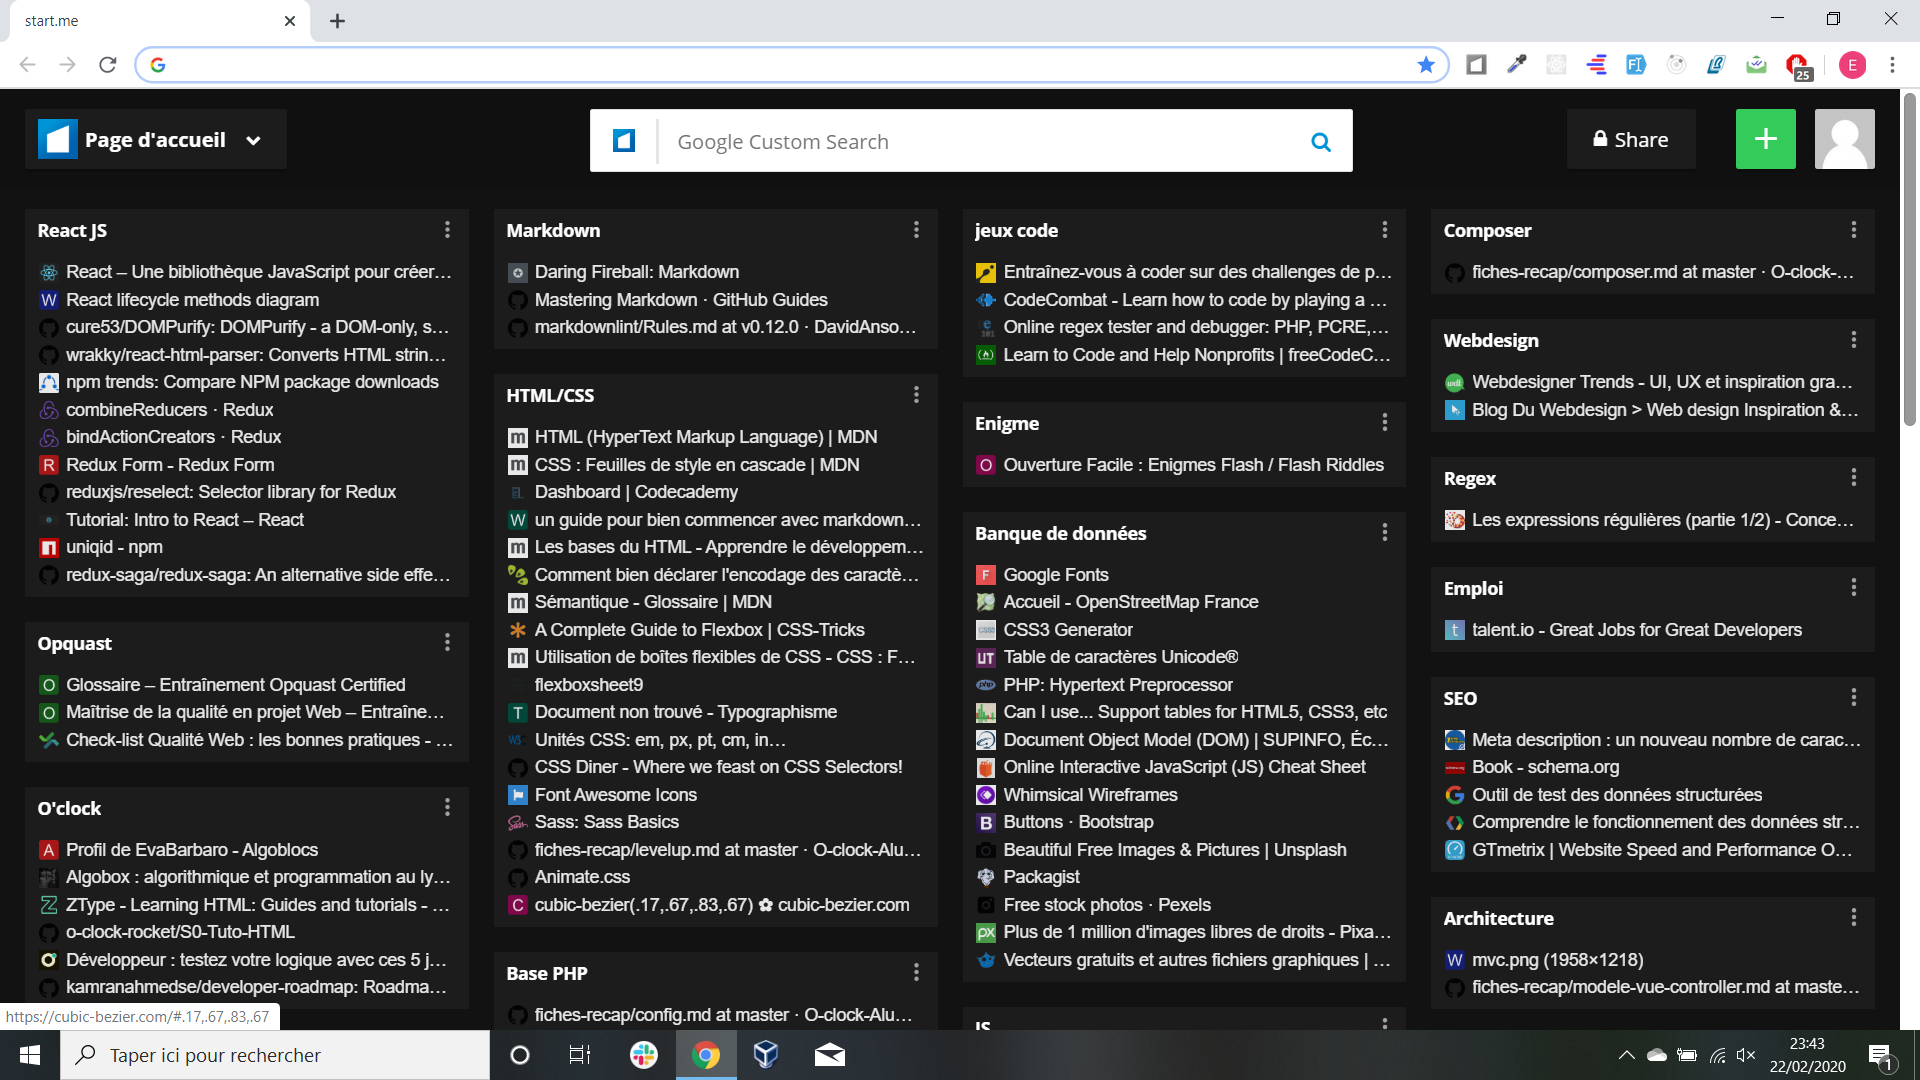 start.me
25
E
Page d'accueil
Google Custom Search
Share
React JS
React – Une bibliothèque JavaScript pour créer...
React lifecycle methods diagram
cure53/DOMPurify: DOMPurify - a DOM-only, s...
wrakky/react-html-parser: Converts HTML strin...
npm trends: Compare NPM package downloads
combineReducers · Redux
bindActionCreators · Redux
Redux Form - Redux Form
reduxjs/reselect: Selector library for Redux
Tutorial: Intro to React – React
uniqid - npm
redux-saga/redux-saga: An alternative side effe...
Opquast
Glossaire – Entraînement Opquast Certified
Maîtrise de la qualité en projet Web – Entraîne...
Check-list Qualité Web : les bonnes pratiques - ...
O'clock
Profil de EvaBarbaro - Algoblocs
Algobox : algorithmique et programmation au ly...
ZType - Learning HTML: Guides and tutorials - ...
o-clock-rocket/S0-Tuto-HTML
Développeur : testez votre logique avec ces 5 j...
kamranahmedse/developer-roadmap: Roadma...
Markdown
Daring Fireball: Markdown
Mastering Markdown · GitHub Guides
markdownlint/Rules.md at v0.12.0 · DavidAnso...
HTML/CSS
HTML (HyperText Markup Language) | MDN
CSS : Feuilles de style en cascade | MDN
Dashboard | Codecademy
un guide pour bien commencer avec markdown...
Les bases du HTML - Apprendre le développem...
Comment bien déclarer l'encodage des caractè...
Sémantique - Glossaire | MDN
A Complete Guide to Flexbox | CSS-Tricks
Utilisation de boîtes flexibles de CSS - CSS : F...
flexboxsheet9
Document non trouvé - Typographisme
Unités CSS: em, px, pt, cm, in...
CSS Diner - Where we feast on CSS Selectors!
Font Awesome Icons
Sass: Sass Basics
fiches-recap/levelup.md at master · O-clock-Alu...
Animate.css
cubic-bezier(.17,.67,.83,.67) ✿ cubic-bezier.com
Base PHP
fiches-recap/config.md at master · O-clock-Alu...
jeux code
Entraînez-vous à coder sur des challenges de p...
CodeCombat - Learn how to code by playing a ...
Online regex tester and debugger: PHP, PCRE,...
Learn to Code and Help Nonprofits | freeCodeC...
Enigme
Ouverture Facile : Enigmes Flash / Flash Riddles
Banque de données
Google Fonts
Accueil - OpenStreetMap France
CSS3 Generator
Table de caractères Unicode®
PHP: Hypertext Preprocessor
Can I use... Support tables for HTML5, CSS3, etc
Document Object Model (DOM) | SUPINFO, Éc...
Online Interactive JavaScript (JS) Cheat Sheet
Whimsical Wireframes
Buttons · Bootstrap
Beautiful Free Images & Pictures | Unsplash
Packagist
Free stock photos · Pexels
Plus de 1 million d'images libres de droits - Pixa...
Vecteurs gratuits et autres fichiers graphiques | ...
JS
Composer
fiches-recap/composer.md at master · O-clock-...
Webdesign
Webdesigner Trends - UI, UX et inspiration gra...
Blog Du Webdesign > Web design Inspiration &...
Regex
Les expressions régulières (partie 1/2) - Conce...
Emploi
talent.io - Great Jobs for Great Developers
SEO
Meta description : un nouveau nombre de carac...
Book - schema.org
Outil de test des données structurées
Comprendre le fonctionnement des données str...
GTmetrix | Website Speed and Performance O...
Architecture
mvc.png (1958×1218)
fiches-recap/modele-vue-controller.md at maste...
https://cubic-bezier.com/#.17,.67,.83,.67
Taper ici pour rechercher
23:43
22/02/2020
1